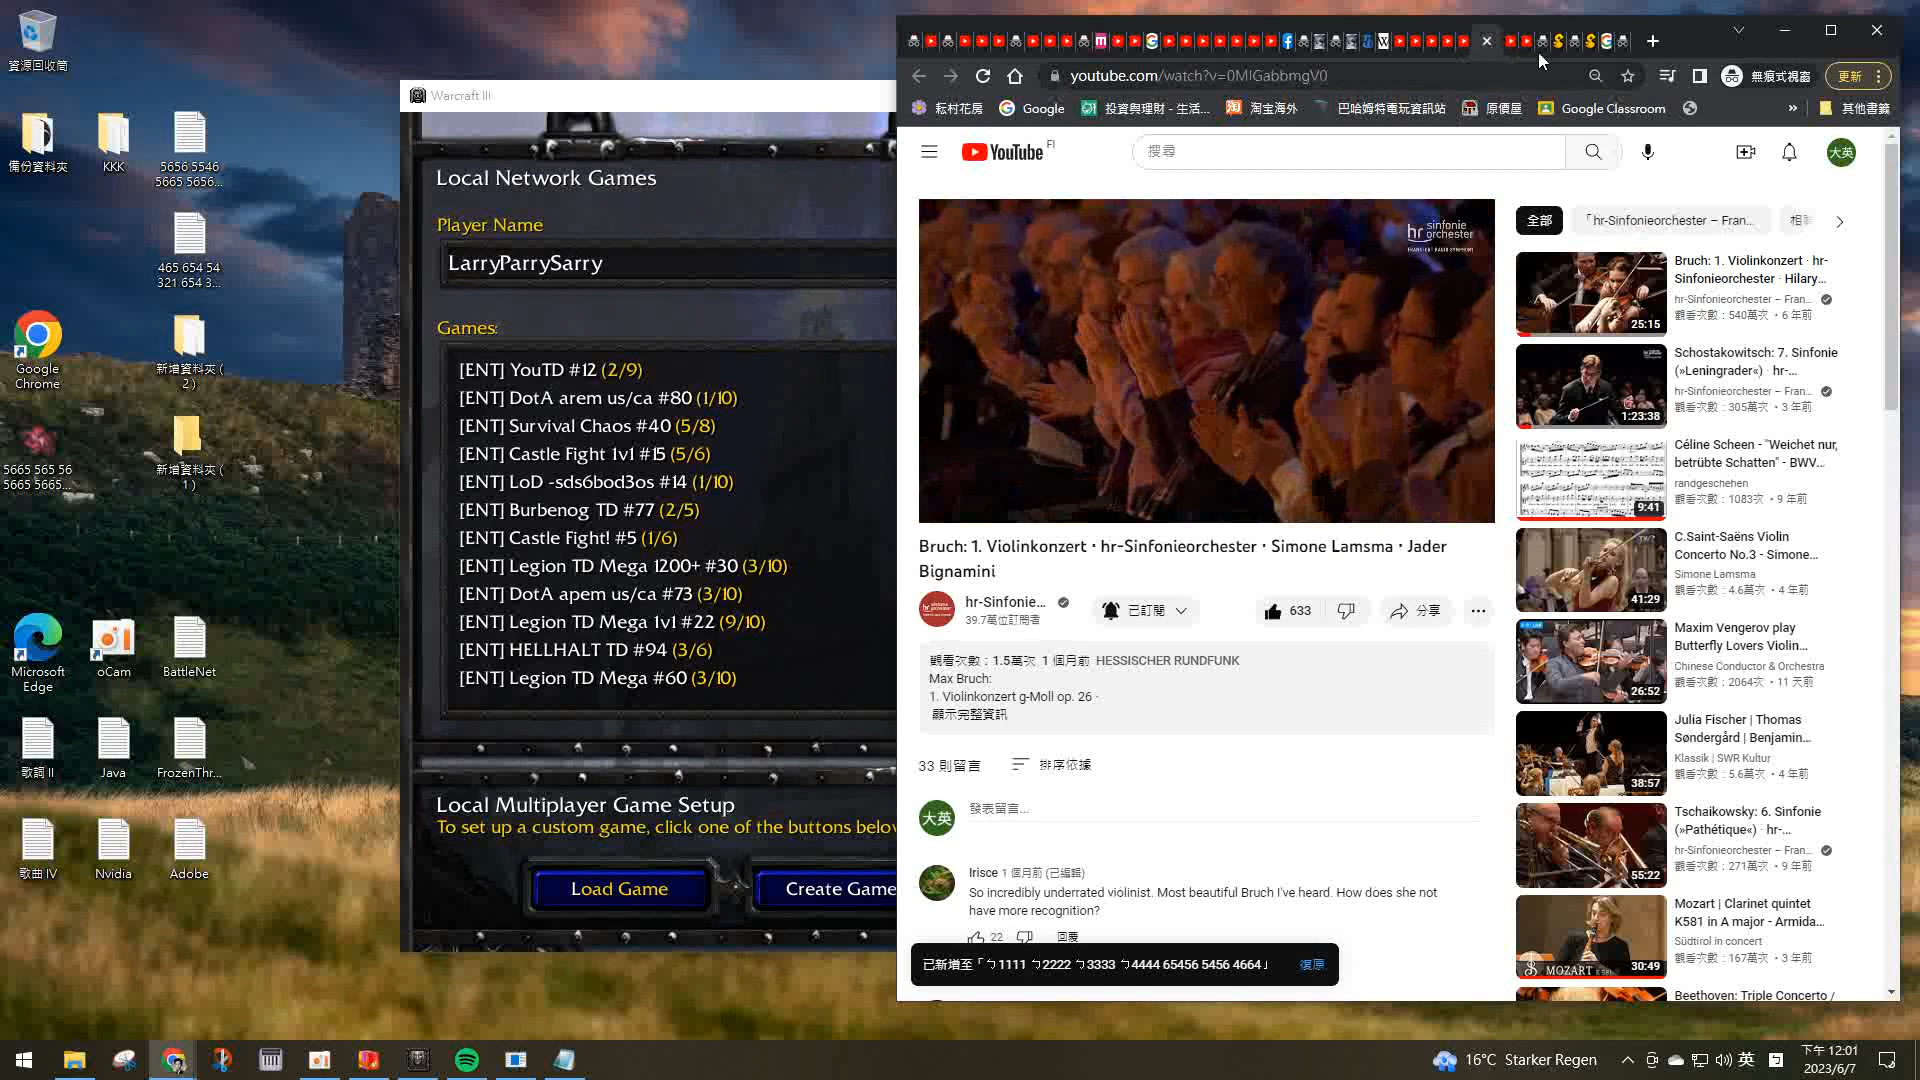 資源回收筒
備份資料夾
KKK
5656 5546
5665 5656...
465 654 54
321 654 3...
Google
Chrome
新增資料夾 (
2 )
5665 565 56
5665 5665...
新增資料夾 (
1 )
Microsoft
Edge
oCam
BattleNet
歌詞 II
Java
FrozenThr...
歌曲 IV
Nvidia
Adobe
Warcraft III
Local Network Games
Player Name
LarryParrySarry
Games:
[ENT] YouTD #12 (2/9)
[ENT] DotA arem us/ca #80 (1/10)
[ENT] Survival Chaos #40 (5/8)
[ENT] Castle Fight 1v1 #15 (5/6)
[ENT] LoD -sds6bod3os #14 (1/10)
[ENT] Burbenog TD #77 (2/5)
[ENT] Castle Fight! #5 (1/6)
[ENT] Legion TD Mega 1200+ #30 (3/10)
[ENT] DotA apem us/ca #73 (3/10)
[ENT] Legion TD Mega 1v1 #22 (9/10)
[ENT] HELLHALT TD #94 (3/6)
[ENT] Legion TD Mega #60 (3/10)
Local Multiplayer Game Setup
To set up a custom game, click one of the buttons below
Load Game
Create Game
youtube.com/watch?v=0MlGabbmgV0
無痕式視窗
更新
耘村花房
Google
投資與理財 - 生活...
淘宝海外
巴哈姆特電玩資訊站
原價屋
Google Classroom
»
其他書籤
YouTube FI
搜尋
大英
hr sinfonie
orchester
FRANKFURT RADIO SYMPHONY
Bruch: 1. Violinkonzert · hr-Sinfonieorchester · Simone Lamsma · Jader
Bignamini
hr-Sinfonie...
39.7萬位訂閱者
已訂閱
633
分享
觀看次數：1.5萬次 1 個月前 HESSISCHER RUNDFUNK
Max Bruch:
1. Violinkonzert g-Moll op. 26 ·
顯示完整資訊
33 則留言
排序依據
大英
發表留言...
Irisce 1 個月前 (已編輯)
So incredibly underrated violinist. Most beautiful Bruch I've heard. How does she not
have more recognition?
22
回覆
已新增至「ㄅ1111 ㄅ2222 ㄅ3333 ㄅ4444 65456 5456 4664」
復原
全部
「hr-Sinfonieorchester – Fran...
25:15
Bruch: 1. Violinkonzert · hr-
Sinfonieorchester · Hilary...
hr-Sinfonieorchester – Fran...
觀看次數：540萬次 · 6 年前
1:23:38
Schostakowitsch: 7. Sinfonie
(»Leningrader«) · hr-...
hr-Sinfonieorchester – Fran...
觀看次數：305萬次 · 3 年前
9:41
Céline Scheen - "Weichet nur,
betrübte Schatten" - BWV...
randgeschehen
觀看次數：1083次 · 9 年前
41:29
C.Saint-Saëns Violin
Concerto No.3 - Simone...
Simone Lamsma
觀看次數：4.6萬次 · 4 年前
26:52
Maxim Vengerov play
Butterfly Lovers Violin...
Chinese Conductor & Orchestra
觀看次數：2064次 · 11 天前
38:57
Julia Fischer | Thomas
Søndergård | Benjamin...
Klassik | SWR Kultur
觀看次數：5.6萬次 · 4 年前
55:22
Tschaikowsky: 6. Sinfonie
(»Pathétique«) · hr-...
hr-Sinfonieorchester – Fran...
觀看次數：271萬次 · 9 年前
MOZART
30:49
Mozart | Clarinet quintet
K581 in A major - Armida...
Südtirol in concert
觀看次數：167萬次 · 3 年前
Beethoven: Triple Concerto /
16°C Starker Regen
英
下午 12:01
2023/6/7